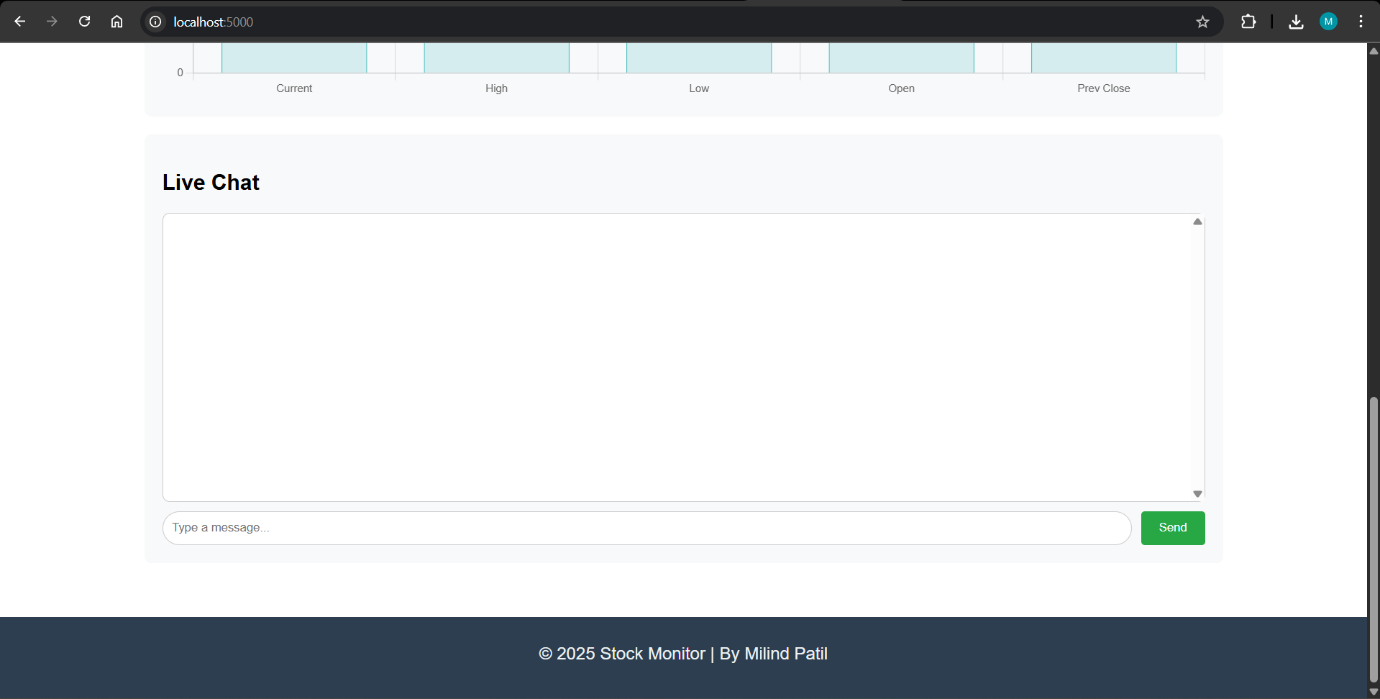 localhost:5000
M
0
Current High Low Open Prev Close
Live Chat
Type a message...
Send
© 2025 Stock Monitor | By Milind Patil